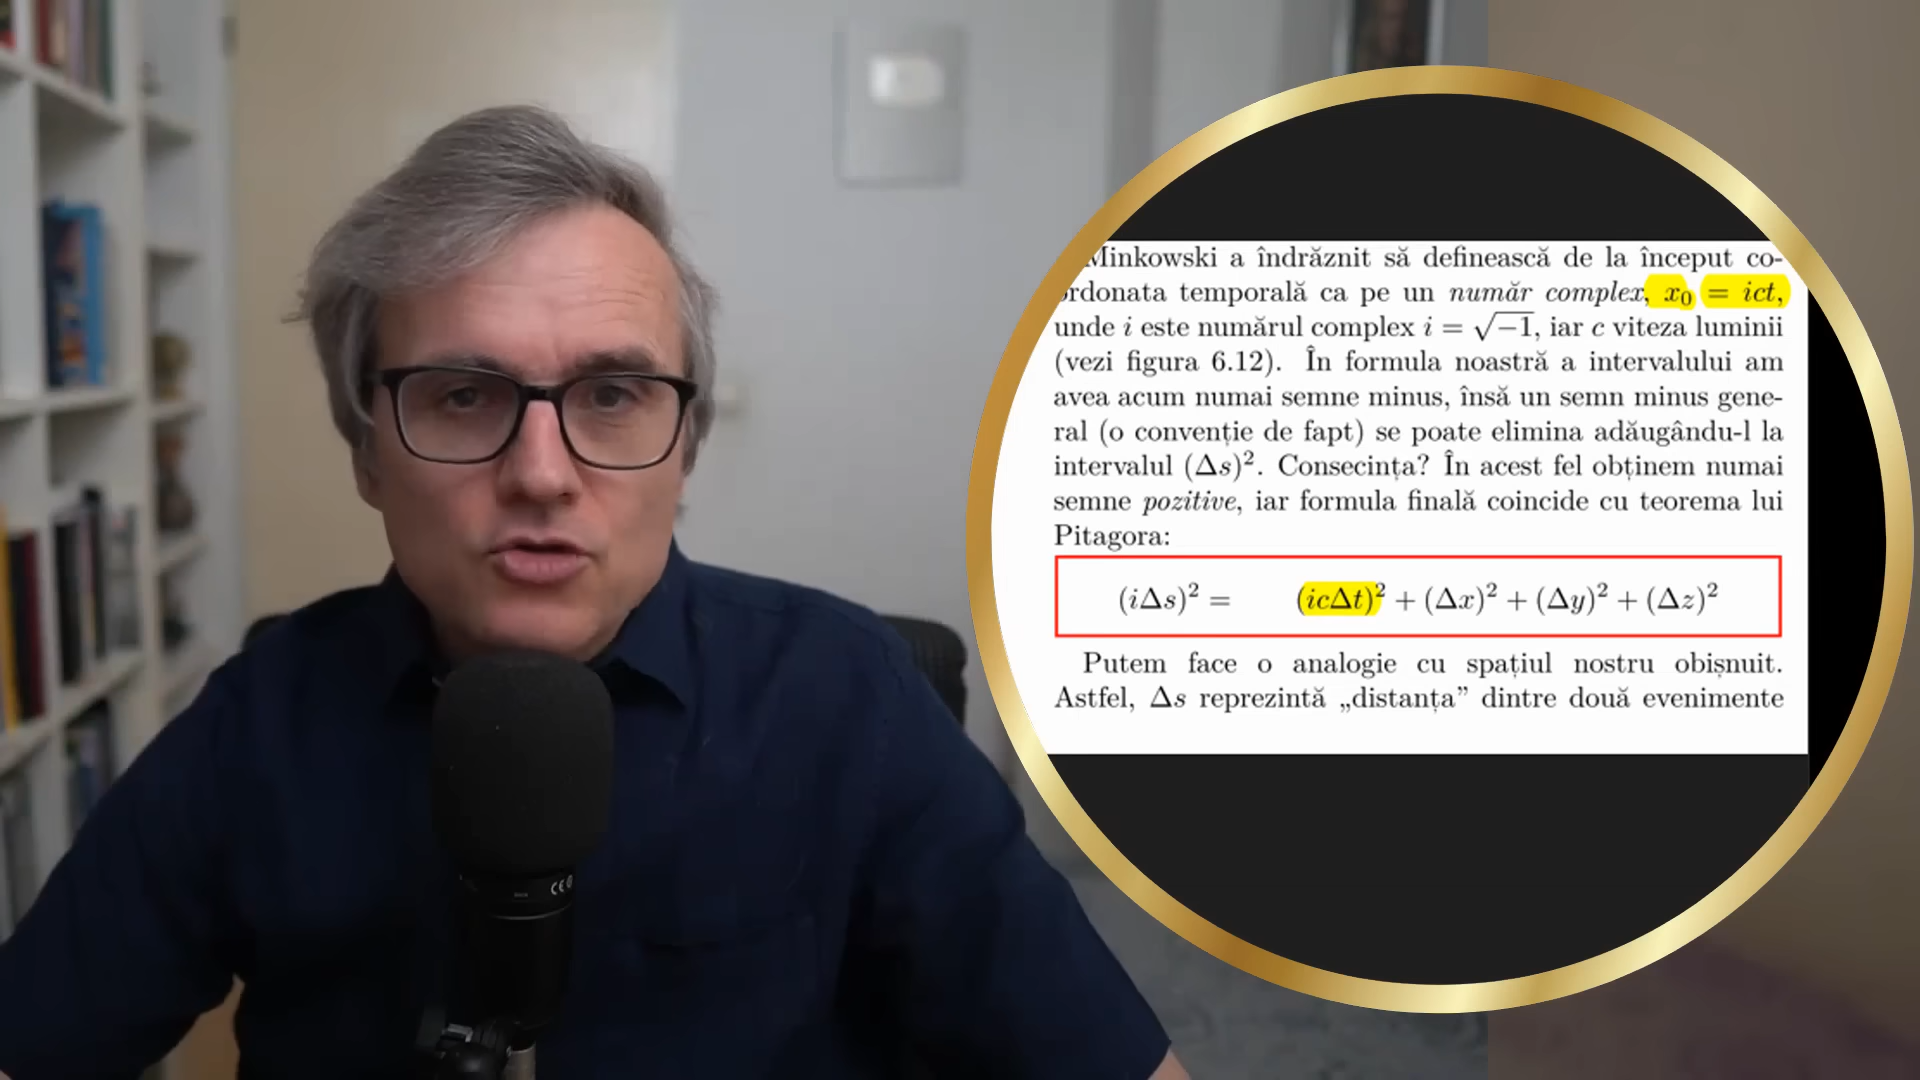 Minkowski a îndrăznit să definească de la început co-
ordonata temporală ca pe un număr complex, x₀ = ict,
unde i este numărul complex i = √−1, iar c viteza luminii
(vezi figura 6.12). În formula noastră a intervalului am
avea acum numai semne minus, însă un semn minus gene-
ral (o convenție de fapt) se poate elimina adăugându-l la
intervalul (Δs)². Consecința? În acest fel obținem numai
semne pozitive, iar formula finală coincide cu teorema lui
Pitagora:
(iΔs)² = (icΔt)² + (Δx)² + (Δy)² + (Δz)²
Putem face o analogie cu spațiul nostru obișnuit.
Astfel, Δs reprezintă „distanța” dintre două evenimente
CE